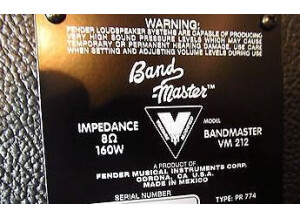 WARNING:
FENDER LOUDSPEAKER SYSTEMS ARE CAPABLE OF PRODUCING
VERY HIGH SOUND PRESSURE LEVELS WHICH MAY CAUSE
TEMPORARY OR PERMANENT HEARING DAMAGE. USE CARE
WHEN SETTING AND ADJUSTING VOLUME LEVELS DURING USE
Band
Master™
IMPEDANCE
8Ω
160W
V
MODEL
BANDMASTER
VM 212
A PRODUCT OF
FENDER MUSICAL INSTRUMENTS CORP.
CORONA, CA U.S.A.
MADE IN MEXICO
SERIAL NUMBER
TYPE: PR 774